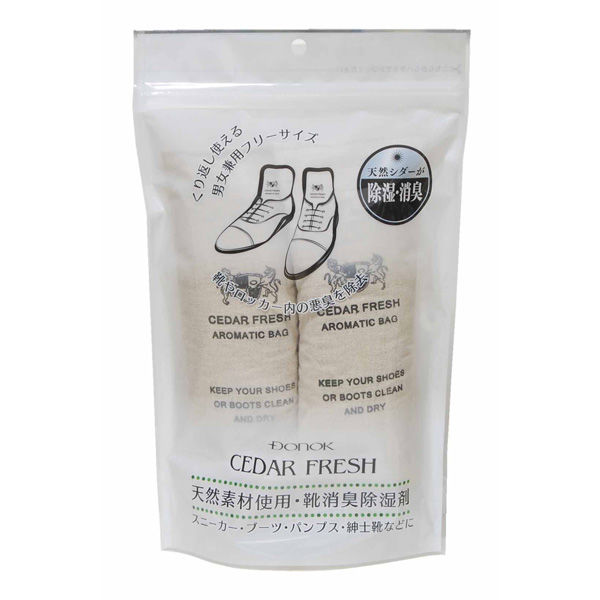 くり返し使える
男女兼用フリーサイズ
天然シダーが
除湿・消臭
靴やロッカー内の悪臭を除去
CEDAR FRESH
AROMATIC BAG
KEEP YOUR SHOES
OR BOOTS CLEAN
AND DRY
CEDAR FRESH
AROMATIC BAG
KEEP YOUR SHOES
OR BOOTS CLEAN
AND DRY
DONOK
CEDAR FRESH
天然素材使用・靴消臭除湿剤
スニーカー・ブーツ・パンプス・紳士靴などに